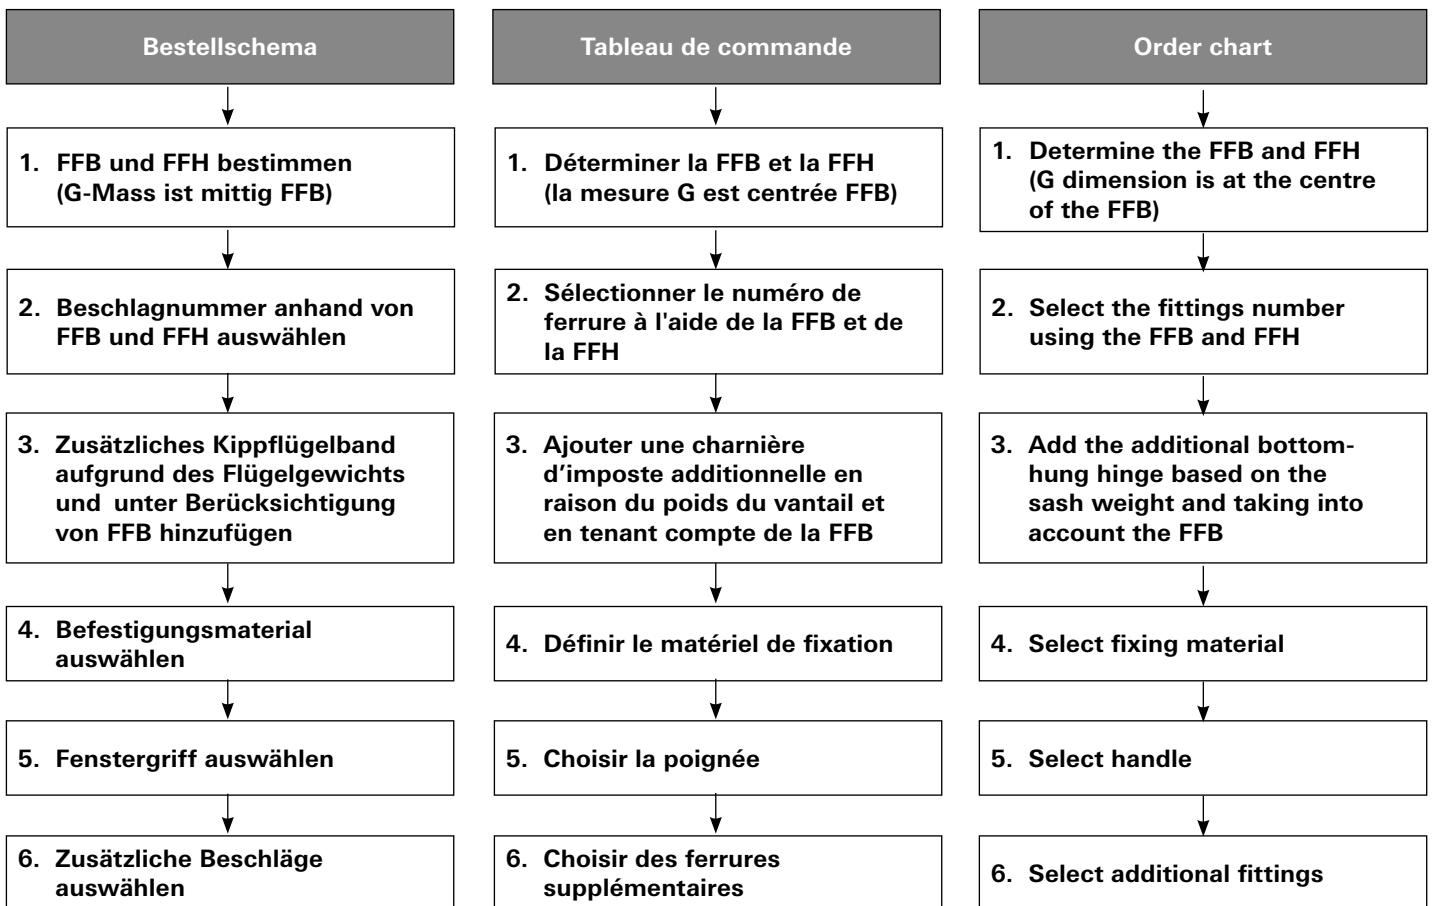 Bestellschema
1. FFB und FFH bestimmen
(G-Mass ist mittig FFB)
2. Beschlagnummer anhand von
FFB und FFH auswählen
3. Zusätzliches Kippflügelband
aufgrund des Flügelgewichts
und unter Berücksichtigung
von FFB hinzufügen
4. Befestigungsmaterial
auswählen
5. Fenstergriff auswählen
6. Zusätzliche Beschläge
auswählen
Tableau de commande
1. Déterminer la FFB et la FFH
(la mesure G est centrée FFB)
2. Sélectionner le numéro de
ferrure à l'aide de la FFB et de
la FFH
3. Ajouter une charnière
d’imposte additionnelle en
raison du poids du vantail et
en tenant compte de la FFB
4. Définir le matériel de fixation
5. Choisir la poignée
6. Choisir des ferrures
supplémentaires
Order chart
1. Determine the FFB and FFH
(G dimension is at the centre
of the FFB)
2. Select the fittings number
using the FFB and FFH
3. Add the additional bottom-
hung hinge based on the
sash weight and taking into
account the FFB
4. Select fixing material
5. Select handle
6. Select additional fittings